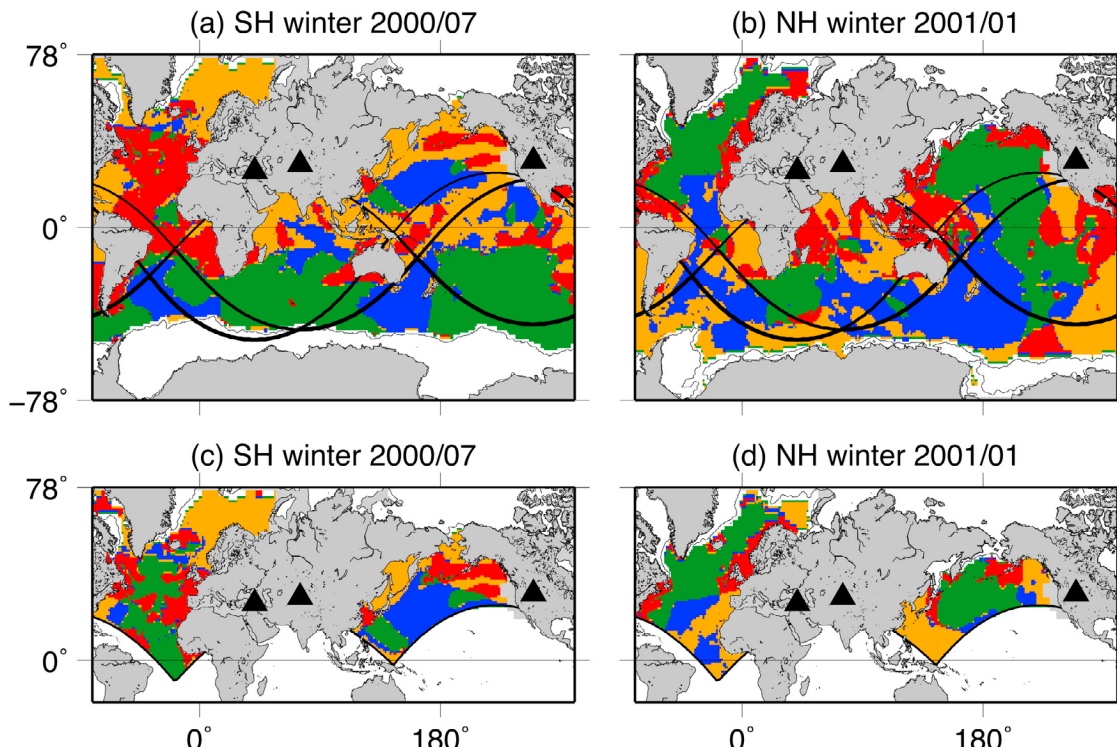 (a) SH winter 2000/07
(b) NH winter 2001/01
78°
0°
−78°
(c) SH winter 2000/07
(d) NH winter 2001/01
78°
0°
0°
180°
0°
180°